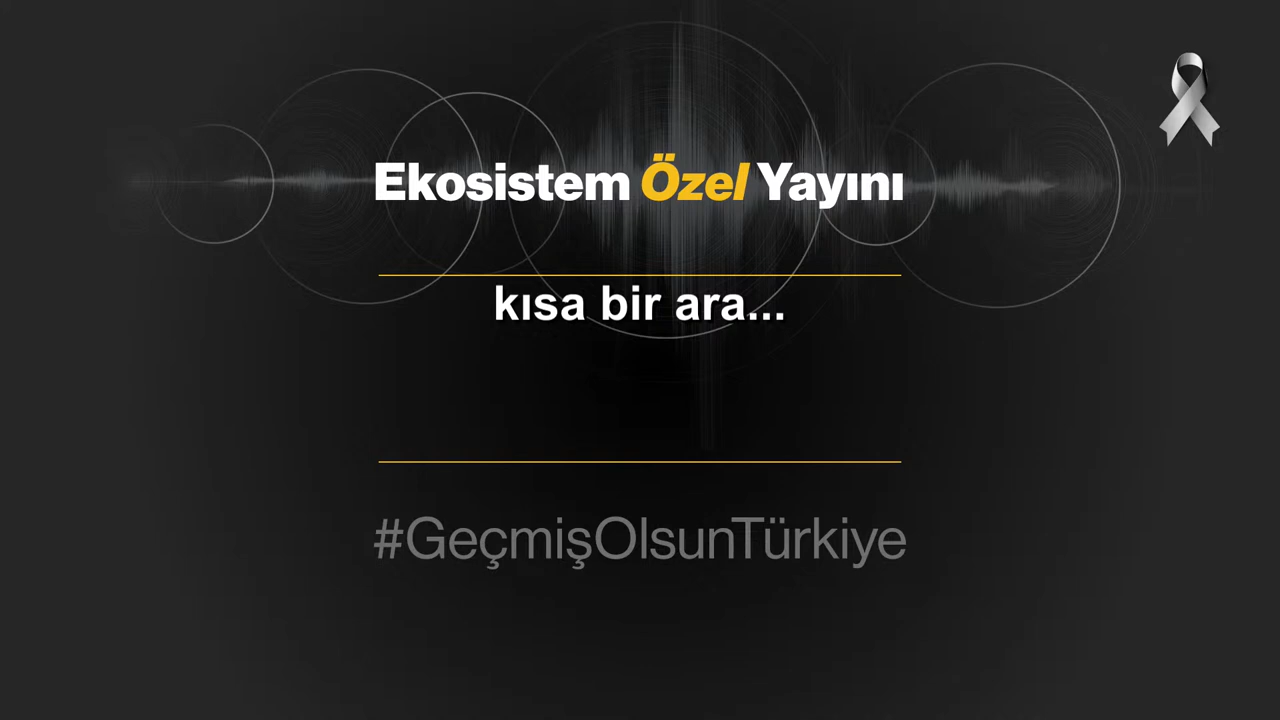 Ekosistem Özel Yayını
kısa bir ara...
#GeçmişOlsunTürkiye